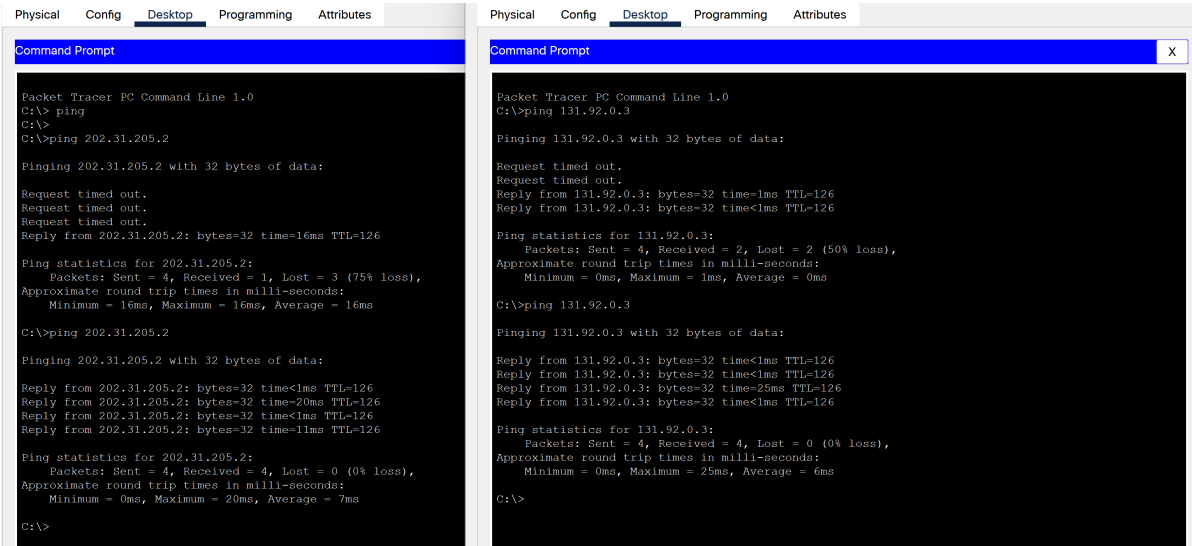 Physical Config Desktop Programming Attributes
Command Prompt
Packet Tracer PC Command Line 1.0
C:\> ping
C:\>
C:\>ping 202.31.205.2
Pinging 202.31.205.2 with 32 bytes of data:
Request timed out.
Request timed out.
Request timed out.
Reply from 202.31.205.2: bytes=32 time=16ms TTL=126
Ping statistics for 202.31.205.2:
Packets: Sent = 4, Received = 1, Lost = 3 (75% loss),
Approximate round trip times in milli-seconds:
Minimum = 16ms, Maximum = 16ms, Average = 16ms
C:\>ping 202.31.205.2
Pinging 202.31.205.2 with 32 bytes of data:
Reply from 202.31.205.2: bytes=32 time<1ms TTL=126
Reply from 202.31.205.2: bytes=32 time=20ms TTL=126
Reply from 202.31.205.2: bytes=32 time<1ms TTL=126
Reply from 202.31.205.2: bytes=32 time=11ms TTL=126
Ping statistics for 202.31.205.2:
Packets: Sent = 4, Received = 4, Lost = 0 (0% loss),
Approximate round trip times in milli-seconds:
Minimum = 0ms, Maximum = 20ms, Average = 7ms
C:\>
Physical Config Desktop Programming Attributes
Command Prompt X
Packet Tracer PC Command Line 1.0
C:\>ping 131.92.0.3
Pinging 131.92.0.3 with 32 bytes of data:
Request timed out.
Request timed out.
Reply from 131.92.0.3: bytes=32 time=1ms TTL=126
Reply from 131.92.0.3: bytes=32 time<1ms TTL=126
Ping statistics for 131.92.0.3:
Packets: Sent = 4, Received = 2, Lost = 2 (50% loss),
Approximate round trip times in milli-seconds:
Minimum = 0ms, Maximum = 1ms, Average = 0ms
C:\>ping 131.92.0.3
Pinging 131.92.0.3 with 32 bytes of data:
Reply from 131.92.0.3: bytes=32 time<1ms TTL=126
Reply from 131.92.0.3: bytes=32 time<1ms TTL=126
Reply from 131.92.0.3: bytes=32 time=25ms TTL=126
Reply from 131.92.0.3: bytes=32 time<1ms TTL=126
Ping statistics for 131.92.0.3:
Packets: Sent = 4, Received = 4, Lost = 0 (0% loss),
Approximate round trip times in milli-seconds:
Minimum = 0ms, Maximum = 25ms, Average = 6ms
C:\>